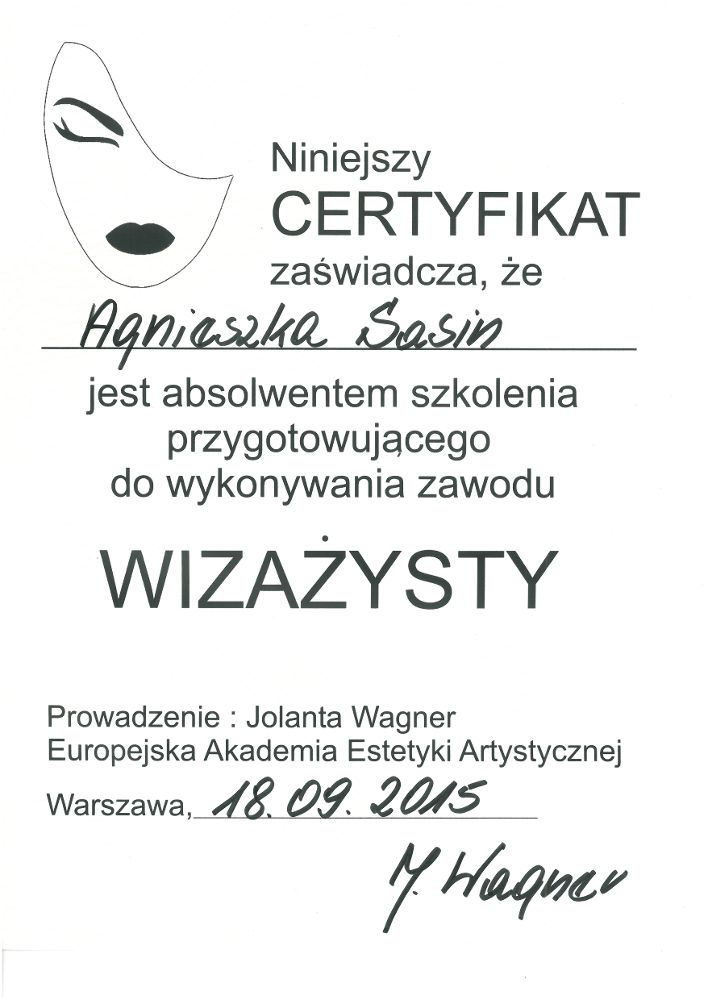 Niniejszy
CERTYFIKAT
zaświadcza, że
Agnieszka Sasin
jest absolwentem szkolenia
przygotowującego
do wykonywania zawodu
WIZAŻYSTY
Prowadzenie : Jolanta Wagner
Europejska Akademia Estetyki Artystycznej
Warszawa, 18.09.2015
J. Wagner